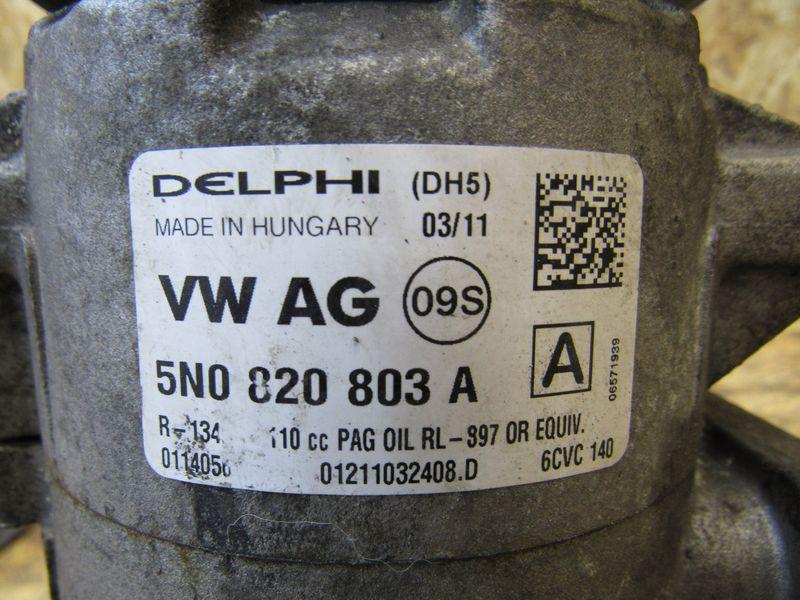 DELPHI (DH5)
MADE IN HUNGARY 03/11
VW AG 09S
5N0 820 803 A A
R-134 110 cc PAG OIL RL-897 OR EQUIV.
01211032408.D 6CVC 140
06571939